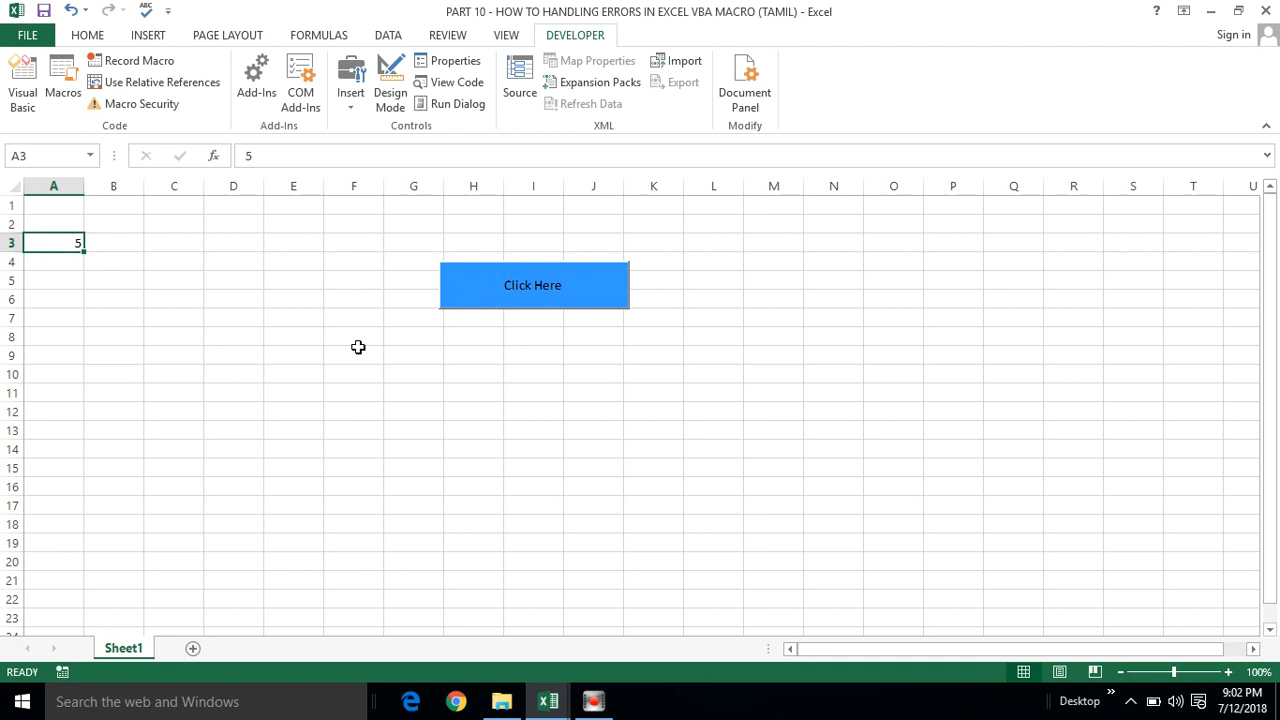 PART 10 - HOW TO HANDLING ERRORS IN EXCEL VBA MACRO (TAMIL) - Excel
FILE HOME INSERT PAGE LAYOUT FORMULAS DATA REVIEW VIEW DEVELOPER Sign in
Visual Basic
Macros
Record Macro
Use Relative References
Macro Security
Code
Add-Ins
COM Add-Ins
Add-Ins
Insert
Design Mode
Properties
View Code
Run Dialog
Controls
Source
Map Properties
Expansion Packs
Refresh Data
Import
Export
XML
Document Panel
Modify
A3 fx 5
A B C D E F G H I J K L M N O P Q R S T U
1
2
3 5
4
5 Click Here
6
7
8
9
10
11
12
13
14
15
16
17
18
19
20
21
22
23
24
Sheet1
READY 100%
Search the web and Windows
Desktop
9:02 PM
7/12/2018